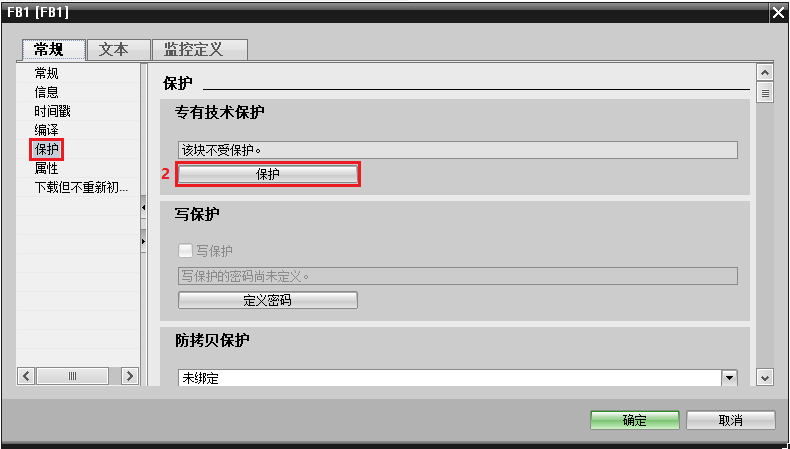 FB1 [FB1]
常规 文本 监控定义
常规
信息
时间戳
编译
保护
属性
下载但不重新初...
保护
专有技术保护
该块不受保护。
2 保护
写保护
写保护
写保护的密码尚未定义。
定义密码
防拷贝保护
未绑定
确定 取消